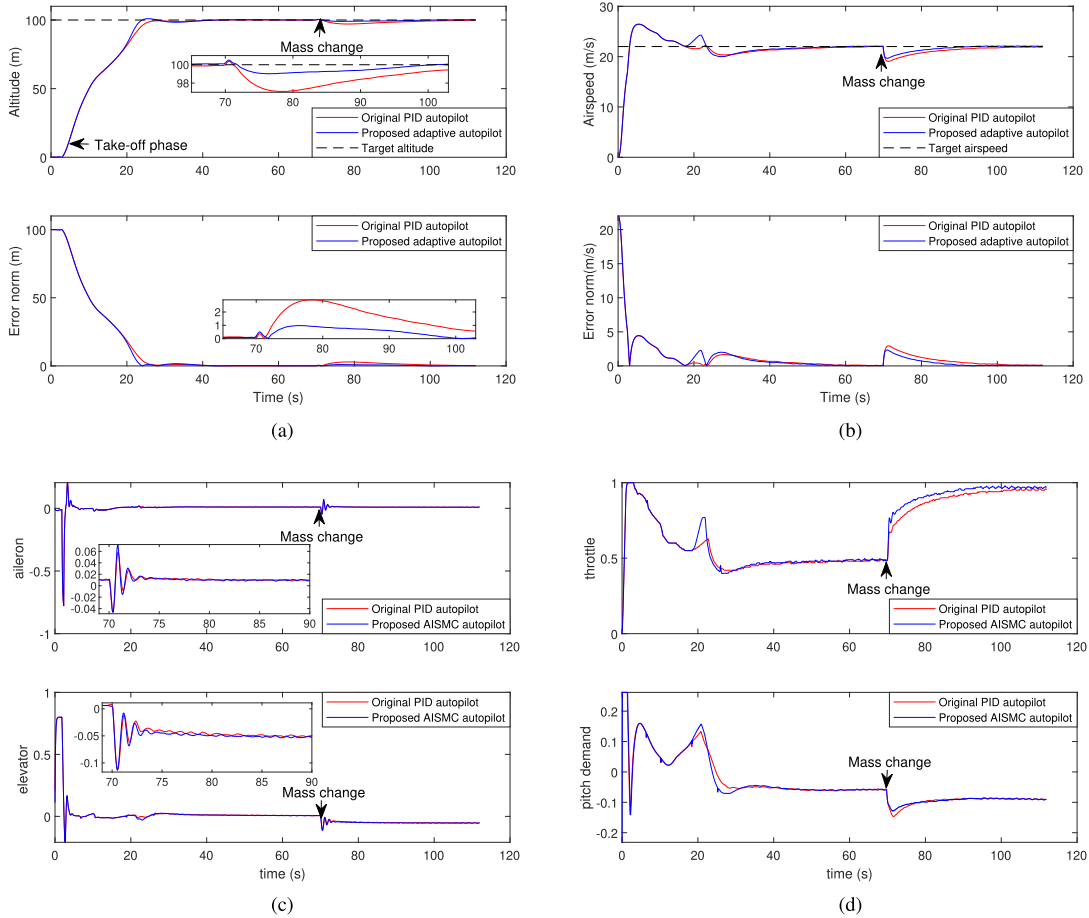 100
50
0
0 20 40 60 80 100 120
Altitude (m)
Take-off phase
Mass change
100
98
70 80 90 100
Original PID autopilot
Proposed adaptive autopilot
Target altitude
100
50
0
0 20 40 60 80 100 120
Error norm (m)
Time (s)
Original PID autopilot
Proposed adaptive autopilot
2
1
0
70 80 90 100
(a)
30
20
10
0
0 20 40 60 80 100 120
Airspeed (m/s)
Mass change
Original PID autopilot
Proposed adaptive autopilot
Target airspeed
20
15
10
5
0
0 20 40 60 80 100 120
Error norm(m/s)
Time (s)
Original PID autopilot
Proposed adaptive autopilot
(b)
0
-0.5
-1
0 20 40 60 80 100 120
aileron
Mass change
0.06
0.04
0.02
0
-0.02
-0.04
70 75 80 85 90
Original PID autopilot
Proposed AISMC autopilot
1
0.5
0
0 20 40 60 80 100 120
elevator
time (s)
0
-0.05
-0.1
70 75 80 85 90
Original PID autopilot
Proposed AISMC autopilot
Mass change
(c)
1
0.5
0
0 20 40 60 80 100 120
throttle
Mass change
Original PID autopilot
Proposed AISMC autopilot
0.2
0.1
0
-0.1
-0.2
0 20 40 60 80 100 120
pitch demand
time (s)
Original PID autopilot
Proposed AISMC autopilot
Mass change
(d)